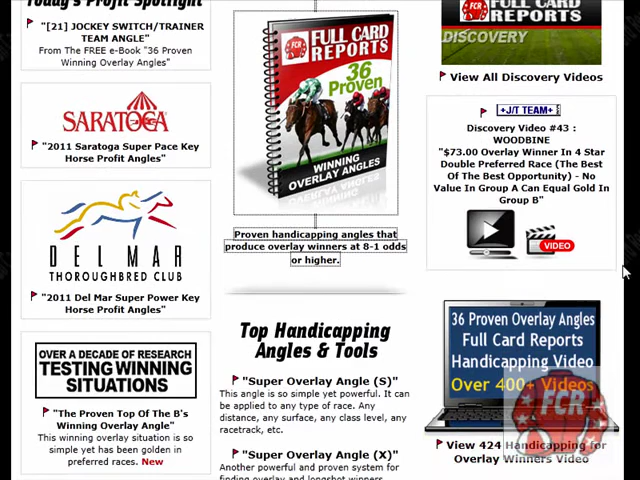 Today's Profit Spotlight
"[21] JOCKEY SWITCH/TRAINER
TEAM ANGLE"
From The FREE e-Book "36 Proven
Winning Overlay Angles"
SARATOGA
"2011 Saratoga Super Pace Key
Horse Profit Angles"
DEL MAR
THOROUGHBRED CLUB
"2011 Del Mar Super Power Key
Horse Profit Angles"
OVER A DECADE OF RESEARCH
TESTING WINNING
SITUATIONS
"The Proven Top Of The B's
Winning Overlay Angle"
This winning overlay situation is so
simple yet has been golden in
preferred races. New
FCR
FULL CARD
REPORTS
36
Proven
WINNING
OVERLAY ANGLES
Proven handicapping angles that
produce overlay winners at 8-1 odds
or higher.
Top Handicapping
Angles & Tools
"Super Overlay Angle (S)"
This angle is so simple yet powerful. It can
be applied to any type of race. Any
distance, any surface, any class level, any
racetrack, etc.
"Super Overlay Angle (X)"
Another powerful and proven system for
finding overlay and longshot winners
FCR
FULL CARD
REPORTS
DISCOVERY
View All Discovery Videos
+J/T TEAM+
Discovery Video #43 :
WOODBINE
"$73.00 Overlay Winner In 4 Star
Double Preferred Race (The Best
Of The Best Opportunity) - No
Value In Group A Can Equal Gold In
Group B"
VIDEO
36 Proven Overlay Angles
Full Card Reports
Handicapping Video
Over 400+ Videos
FCR
View 424 Handicapping for
Overlay Winners Video